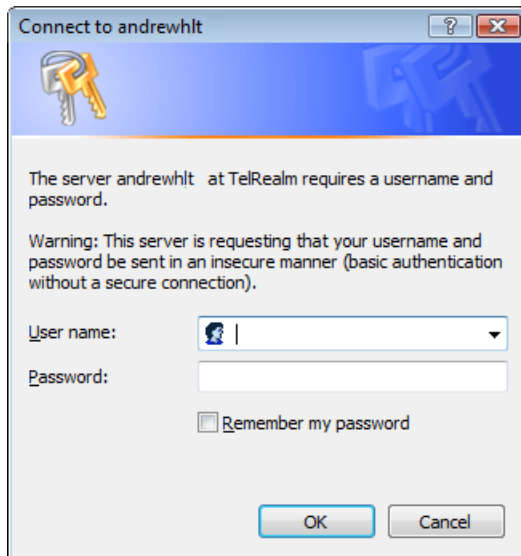 Connect to andrewhlt
The server andrewhlt at TelRealm requires a username and
password.
Warning: This server is requesting that your username and
password be sent in an insecure manner (basic authentication
without a secure connection).
User name:
Password:
Remember my password
OK Cancel